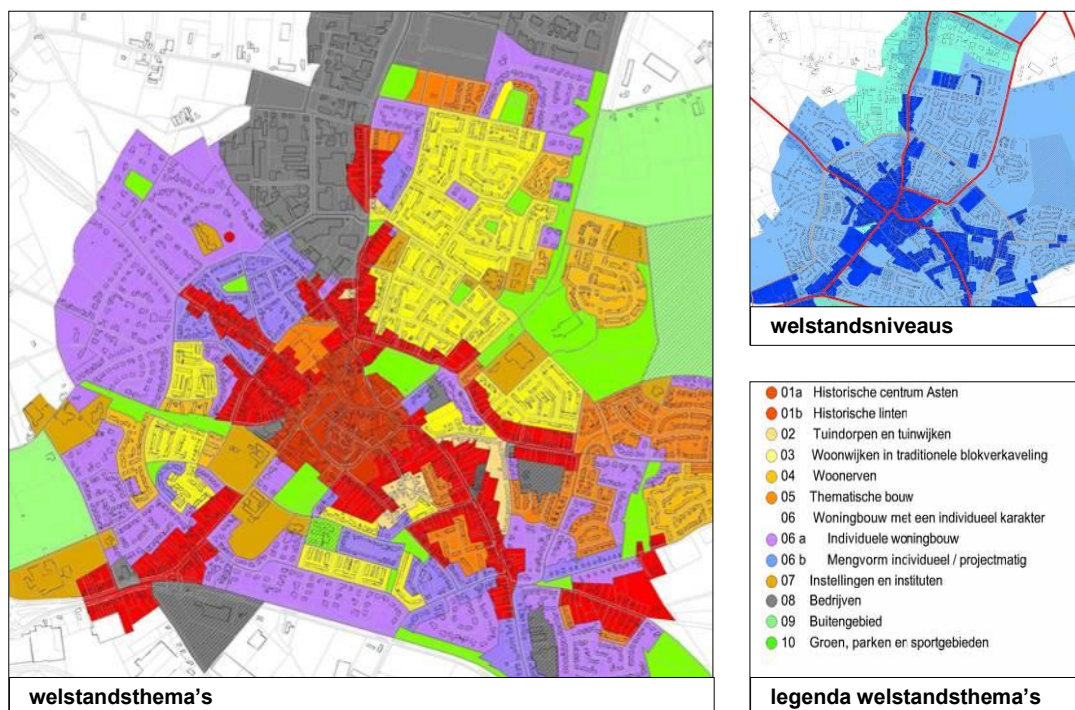 welstandsthema's
welstandsniveaus
01a Historische centrum Asten
01b Historische linten
02 Tuindorpen en tuinwijken
03 Woonwijken in traditionele blokverkaveling
04 Woonerven
05 Thematische bouw
06 Woningbouw met een individueel karakter
06 a Individuele woningbouw
06 b Mengvorm individueel / projectmatig
07 Instellingen en instituten
08 Bedrijven
09 Buitengebied
10 Groen, parken en sportgebieden
legenda welstandsthema's